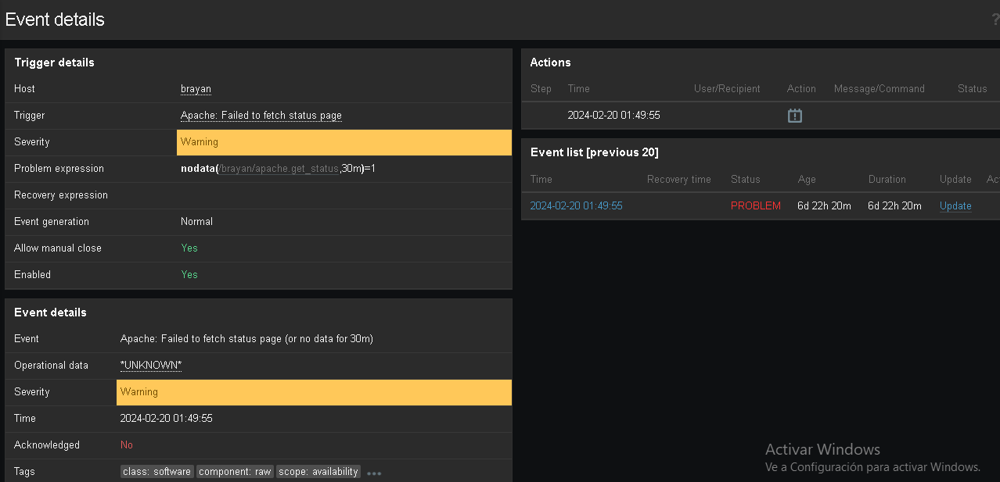 Event details
?
Trigger details
Host brayan
Trigger Apache: Failed to fetch status page
Severity Warning
Problem expression nodata(/brayan/apache.get_status,30m)=1
Recovery expression
Event generation Normal
Allow manual close Yes
Enabled Yes
Event details
Event Apache: Failed to fetch status page (or no data for 30m)
Operational data *UNKNOWN*
Severity Warning
Time 2024-02-20 01:49:55
Acknowledged No
Tags class: software component: raw scope: availability •••
Actions
Step Time User/Recipient Action Message/Command Status
2024-02-20 01:49:55
Event list [previous 20]
Time Recovery time Status Age Duration Update Ac
2024-02-20 01:49:55 PROBLEM 6d 22h 20m 6d 22h 20m Update
Activar Windows
Ve a Configuración para activar Windows.